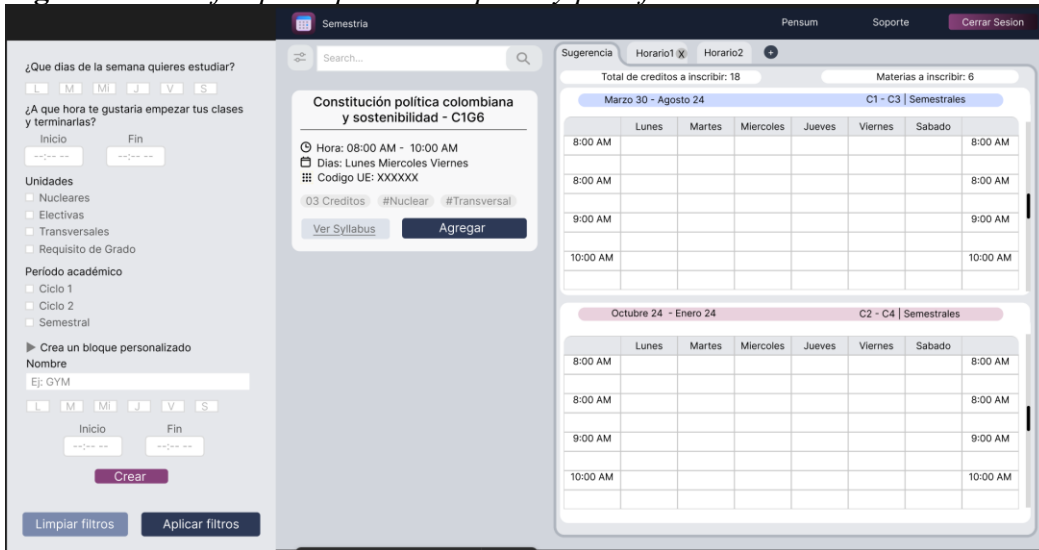 Semestria
Pensum
Soporte
Cerrar Sesion
¿Que dias de la semana quieres estudiar?
L M Mi J V S
¿A que hora te gustaria empezar tus clases
y terminarlas?
Inicio Fin
--:-- -- --:-- --
Unidades
Nucleares
Electivas
Transversales
Requisito de Grado
Período académico
Ciclo 1
Ciclo 2
Semestral
Crea un bloque personalizado
Nombre
Ej: GYM
L M Mi J V S
Inicio Fin
--:-- -- --:-- --
Crear
Limpiar filtros Aplicar filtros
Search...
Constitución política colombiana
y sostenibilidad - C1G6
Hora: 08:00 AM - 10:00 AM
Dias: Lunes Miercoles Viernes
Codigo UE: XXXXXX
03 Creditos #Nuclear #Transversal
Ver Syllabus Agregar
Sugerencia Horario1 X Horario2 +
Total de creditos a inscribir: 18 Materias a inscribir: 6
Marzo 30 - Agosto 24 C1 - C3 | Semestrales
Lunes Martes Miercoles Jueves Viernes Sabado
8:00 AM 8:00 AM
8:00 AM 8:00 AM
9:00 AM 9:00 AM
10:00 AM 10:00 AM
Octubre 24 - Enero 24 C2 - C4 | Semestrales
Lunes Martes Miercoles Jueves Viernes Sabado
8:00 AM 8:00 AM
8:00 AM 8:00 AM
9:00 AM 9:00 AM
10:00 AM 10:00 AM